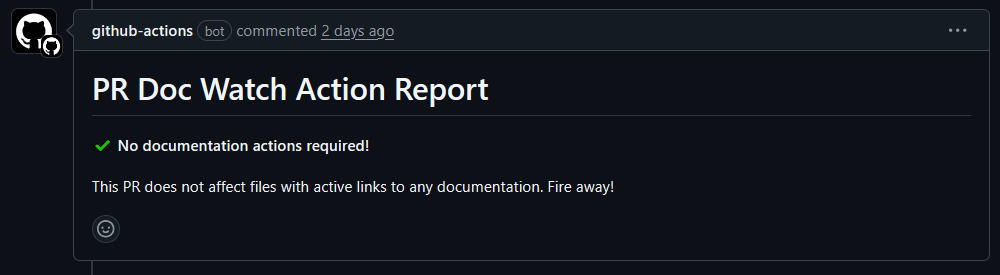 github-actions bot commented 2 days ago
PR Doc Watch Action Report
No documentation actions required!
This PR does not affect files with active links to any documentation. Fire away!